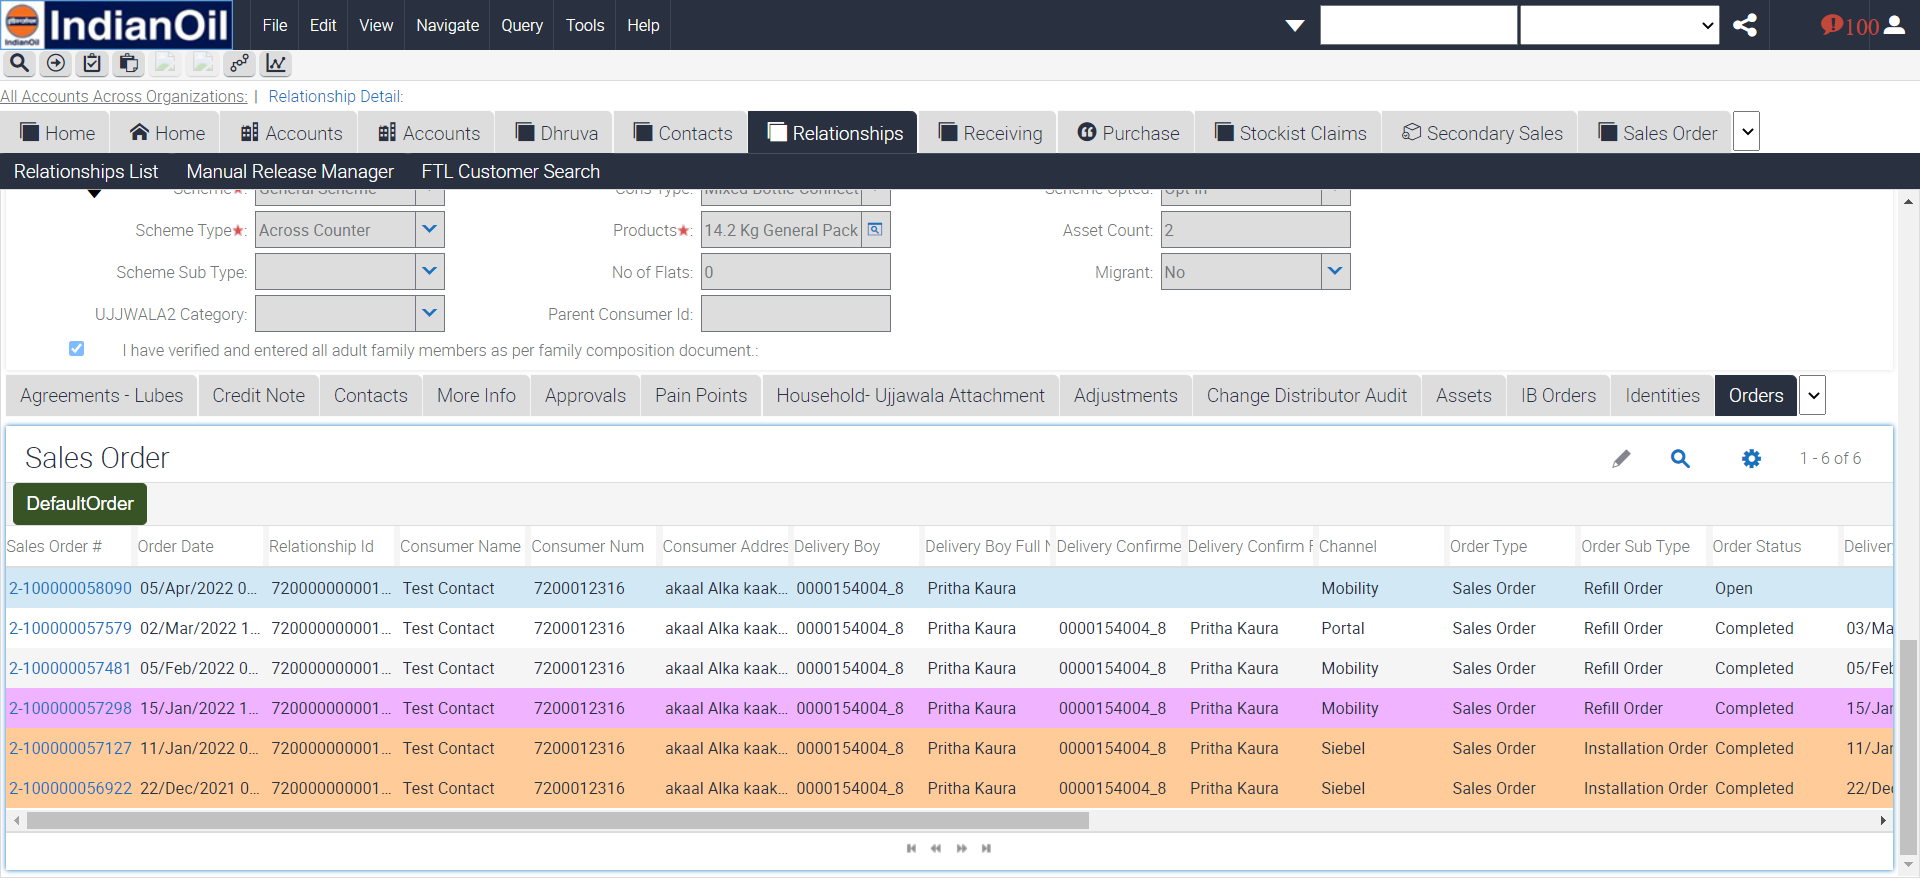 IndianOil
IndianOil File Edit View Navigate Query Tools Help 100
All Accounts Across Organizations: | Relationship Detail:
Home Home Accounts Accounts Dhruva Contacts Relationships Receiving Purchase Stockist Claims Secondary Sales Sales Order
Relationships List Manual Release Manager FTL Customer Search
Scheme★: General Scheme Cons Type: Mixed Bottle Connect Scheme Opted: Opt-In
Scheme Type★: Across Counter Products★: 14.2 Kg General Pack Asset Count: 2
Scheme Sub Type: No of Flats: 0 Migrant: No
UJJWALA2 Category: Parent Consumer Id:
I have verified and entered all adult family members as per family composition document.:
Agreements - Lubes Credit Note Contacts More Info Approvals Pain Points Household- Ujjawala Attachment Adjustments Change Distributor Audit Assets IB Orders Identities Orders
Sales Order 1 - 6 of 6
DefaultOrder
Sales Order # Order Date Relationship Id Consumer Name Consumer Num Consumer Addres Delivery Boy Delivery Boy Full N Delivery Confirme Delivery Confirm F Channel Order Type Order Sub Type Order Status Delivery
2-100000058090 05/Apr/2022 0... 720000000001... Test Contact 7200012316 akaal Alka kaak... 0000154004_8 Pritha Kaura Mobility Sales Order Refill Order Open
2-100000057579 02/Mar/2022 1... 720000000001... Test Contact 7200012316 akaal Alka kaak... 0000154004_8 Pritha Kaura 0000154004_8 Pritha Kaura Portal Sales Order Refill Order Completed 03/Ma
2-100000057481 05/Feb/2022 0... 720000000001... Test Contact 7200012316 akaal Alka kaak... 0000154004_8 Pritha Kaura 0000154004_8 Pritha Kaura Mobility Sales Order Refill Order Completed 05/Feb
2-100000057298 15/Jan/2022 1... 720000000001... Test Contact 7200012316 akaal Alka kaak... 0000154004_8 Pritha Kaura 0000154004_8 Pritha Kaura Mobility Sales Order Refill Order Completed 15/Jar
2-100000057127 11/Jan/2022 0... 720000000001... Test Contact 7200012316 akaal Alka kaak... 0000154004_8 Pritha Kaura 0000154004_8 Pritha Kaura Siebel Sales Order Installation Order Completed 11/Jar
2-100000056922 22/Dec/2021 0... 720000000001... Test Contact 7200012316 akaal Alka kaak... 0000154004_8 Pritha Kaura 0000154004_8 Pritha Kaura Siebel Sales Order Installation Order Completed 22/De